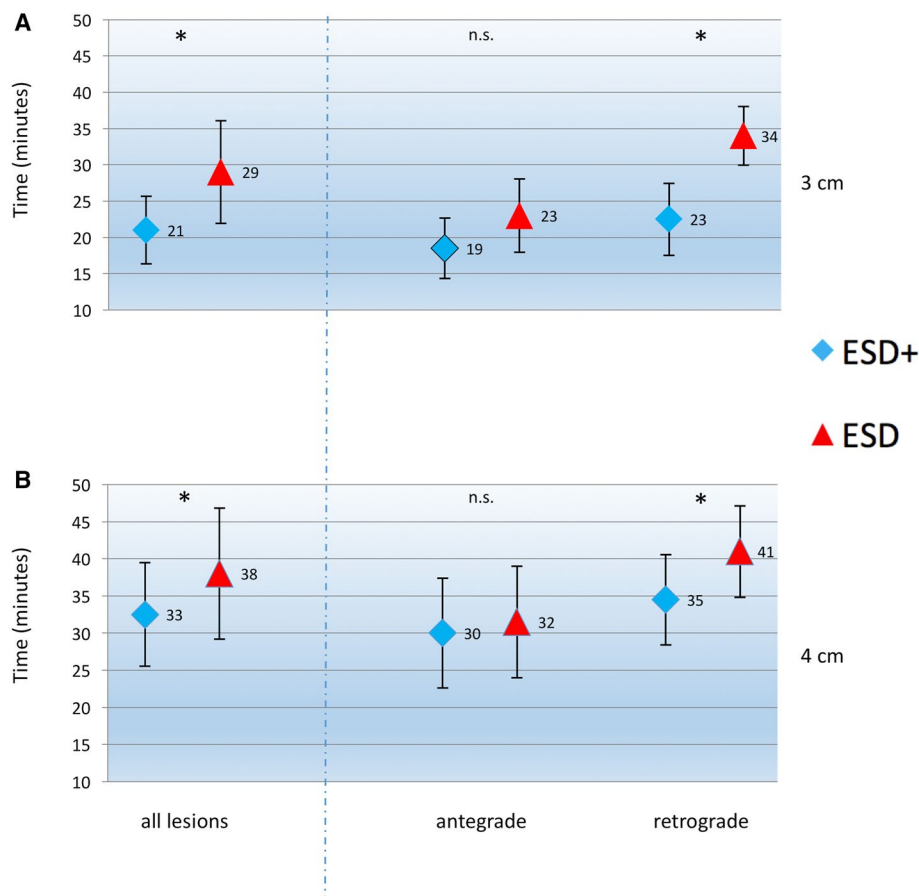 A
50
45
40
35
30
25
20
15
10
Time (minutes)
* n.s. *
21 29 19 23 23 34
3 cm
ESD+
ESD
B
50
45
40
35
30
25
20
15
10
Time (minutes)
* n.s. *
33 38 30 32 35 41
4 cm
all lesions antegrade retrograde